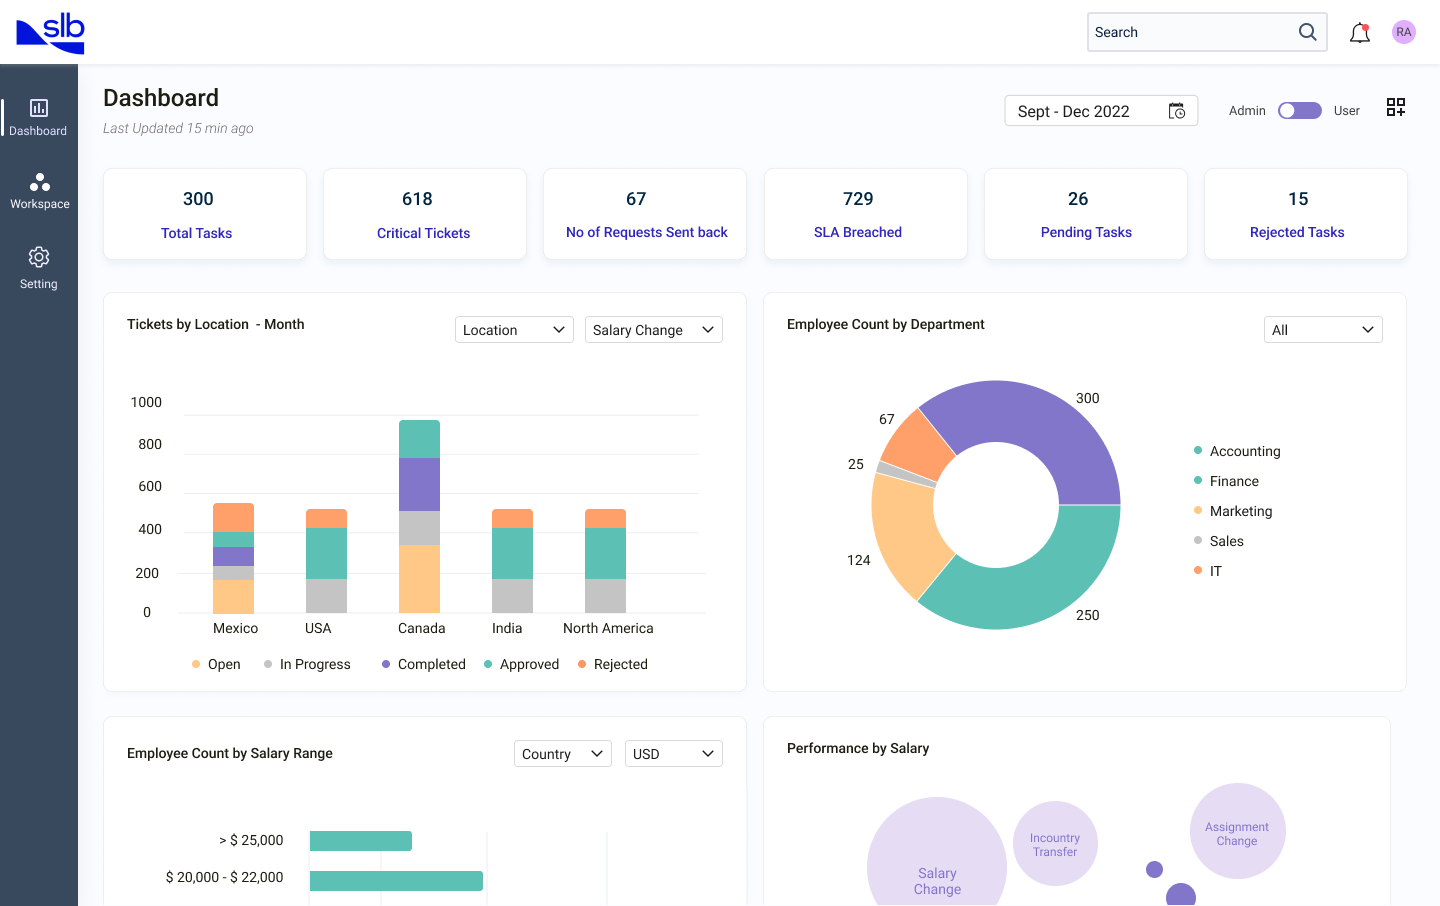 slb
Search
RA
Dashboard
Workspace
Setting
Dashboard
Last Updated 15 min ago
Sept - Dec 2022
Admin
User
300
Total Tasks
618
Critical Tickets
67
No of Requests Sent back
729
SLA Breached
26
Pending Tasks
15
Rejected Tasks
Tickets by Location  - Month
Location
Salary Change
1000
800
600
400
200
0
Mexico
USA
Canada
India
North America
Open
In Progress
Completed
Approved
Rejected
Employee Count by Department
All
300
67
25
124
250
Accounting
Finance
Marketing
Sales
IT
Employee Count by Salary Range
Country
USD
> $ 25,000
$ 20,000 - $ 22,000
Performance by Salary
Salary
Change
Incountry
Transfer
Assignment
Change